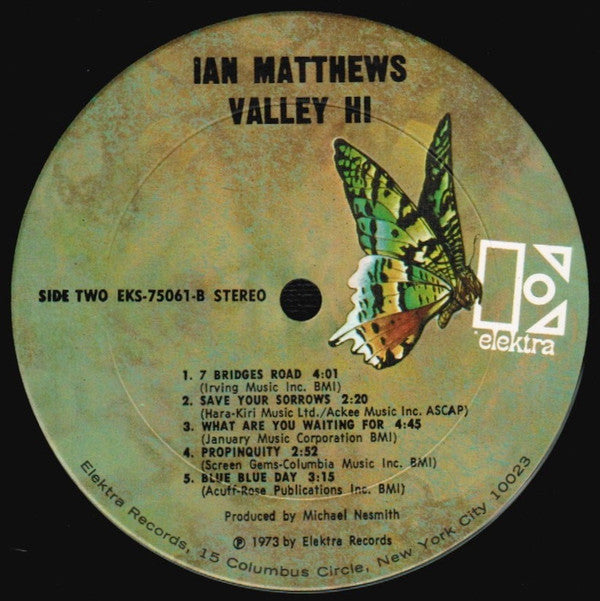 IAN MATTHEWS
VALLEY HI
SIDE TWO EKS-75061-B STEREO
elektra
1. 7 BRIDGES ROAD 4:01
(Irving Music Inc. BMI)
2. SAVE YOUR SORROWS 2:20
(Hara-Kiri Music Ltd./Ackee Music Inc. ASCAP)
3. WHAT ARE YOU WAITING FOR 4:45
(January Music Corporation BMI)
4. PROPINQUITY 2:52
(Screen Gems-Columbia Music Inc. BMI)
5. BLUE BLUE DAY 3:15
(Acuff-Rose Publications Inc. BMI)
Produced by Michael Nesmith
℗ 1973 by Elektra Records
Elektra Records, 15 Columbus Circle, New York City 10023